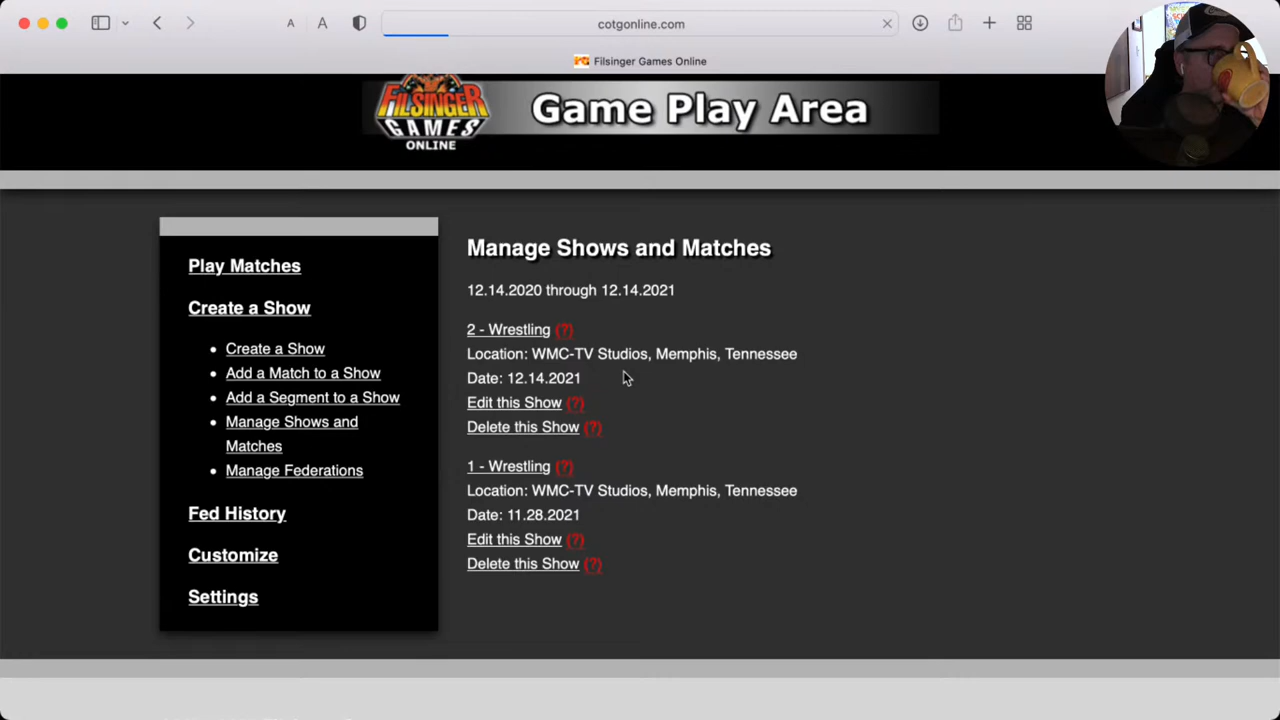 A A cotgonline.com
Filsinger Games Online
FILSINGER
GAMES
ONLINE
Game Play Area
Play Matches
Create a Show
Create a Show
Add a Match to a Show
Add a Segment to a Show
Manage Shows and
Matches
Manage Federations
Fed History
Customize
Settings
Manage Shows and Matches
12.14.2020 through 12.14.2021
2 - Wrestling (?)
Location: WMC-TV Studios, Memphis, Tennessee
Date: 12.14.2021
Edit this Show (?)
Delete this Show (?)
1 - Wrestling (?)
Location: WMC-TV Studios, Memphis, Tennessee
Date: 11.28.2021
Edit this Show (?)
Delete this Show (?)